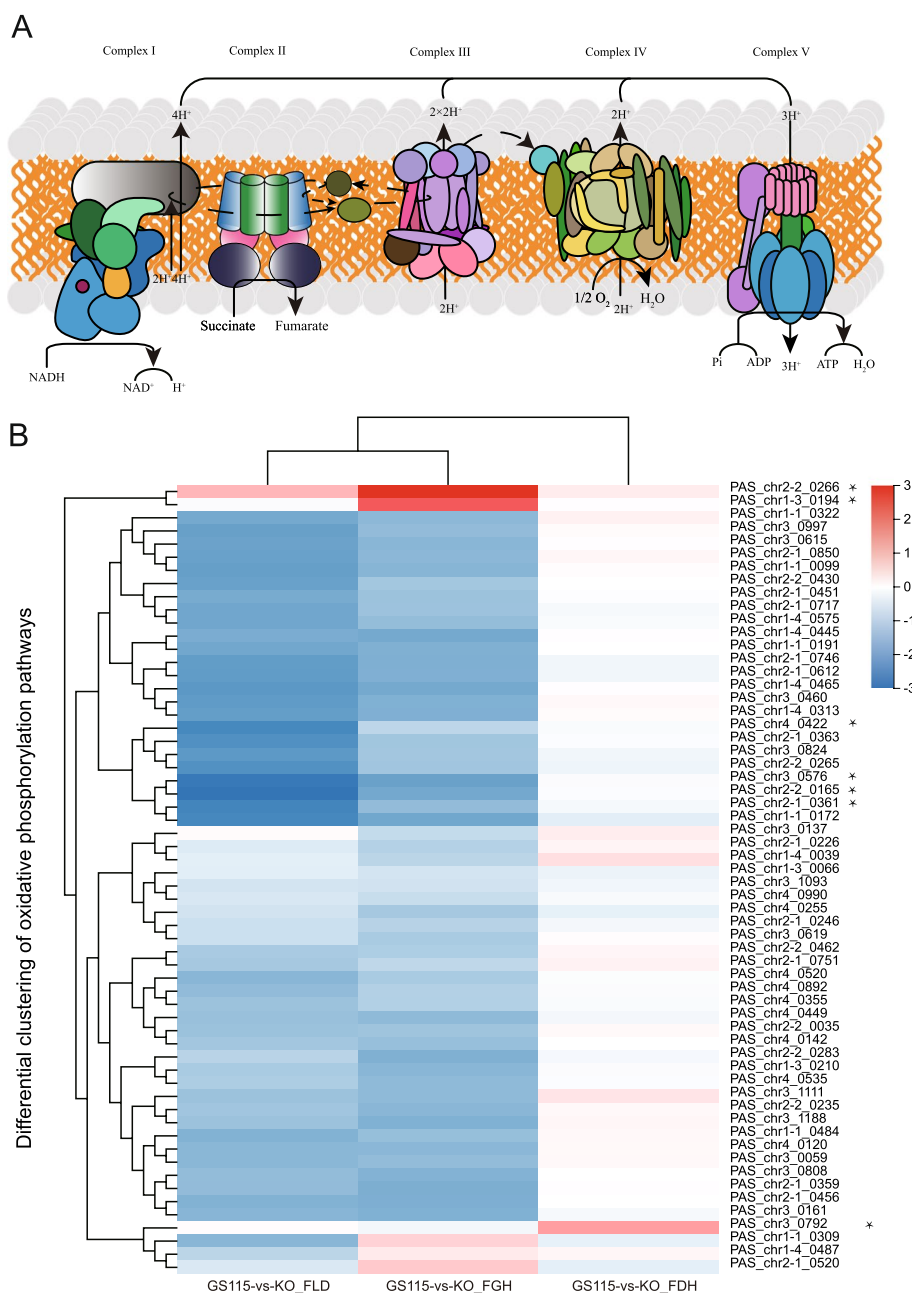 A
Complex I
Complex II
Complex III
Complex IV
Complex V
4H⁺
2×2H⁺
2H⁺
3H⁺
2H⁺4H⁺
Succinate
Fumarate
2H⁺
1/2 O₂
2H⁺
H₂O
NADH
NAD⁺
H⁺
Pi
ADP
3H⁺
ATP
H₂O
B
Differential clustering of oxidative phosphorylation pathways
PAS_chr2-2_0266 *
PAS_chr1-3_0194 *
PAS_chr1-1_0322
PAS_chr3_0997
PAS_chr3_0615
PAS_chr2-1_0850
PAS_chr1-1_0099
PAS_chr2-2_0430
PAS_chr2-1_0451
PAS_chr2-1_0717
PAS_chr1-4_0575
PAS_chr1-4_0445
PAS_chr1-1_0191
PAS_chr2-1_0746
PAS_chr2-1_0612
PAS_chr1-4_0465
PAS_chr3_0460
PAS_chr1-4_0313
PAS_chr4_0422 *
PAS_chr2-1_0363
PAS_chr3_0824
PAS_chr2-2_0265
PAS_chr3_0576 *
PAS_chr2-2_0165 *
PAS_chr2-1_0361 *
PAS_chr1-1_0172
PAS_chr3_0137
PAS_chr2-1_0226
PAS_chr1-4_0039
PAS_chr1-3_0066
PAS_chr3_1093
PAS_chr4_0990
PAS_chr4_0255
PAS_chr2-1_0246
PAS_chr3_0619
PAS_chr2-2_0462
PAS_chr2-1_0751
PAS_chr4_0520
PAS_chr4_0892
PAS_chr4_0355
PAS_chr4_0449
PAS_chr2-2_0035
PAS_chr4_0142
PAS_chr2-2_0283
PAS_chr1-3_0210
PAS_chr4_0535
PAS_chr3_1111
PAS_chr2-2_0235
PAS_chr3_1188
PAS_chr1-1_0484
PAS_chr4_0120
PAS_chr3_0059
PAS_chr3_0808
PAS_chr2-1_0359
PAS_chr2-1_0456
PAS_chr3_0161
PAS_chr3_0792 *
PAS_chr1-1_0309
PAS_chr1-4_0487
PAS_chr2-1_0520
3
2
1
0
-1
-2
-3
GS115-vs-KO_FLD
GS115-vs-KO_FGH
GS115-vs-KO_FDH